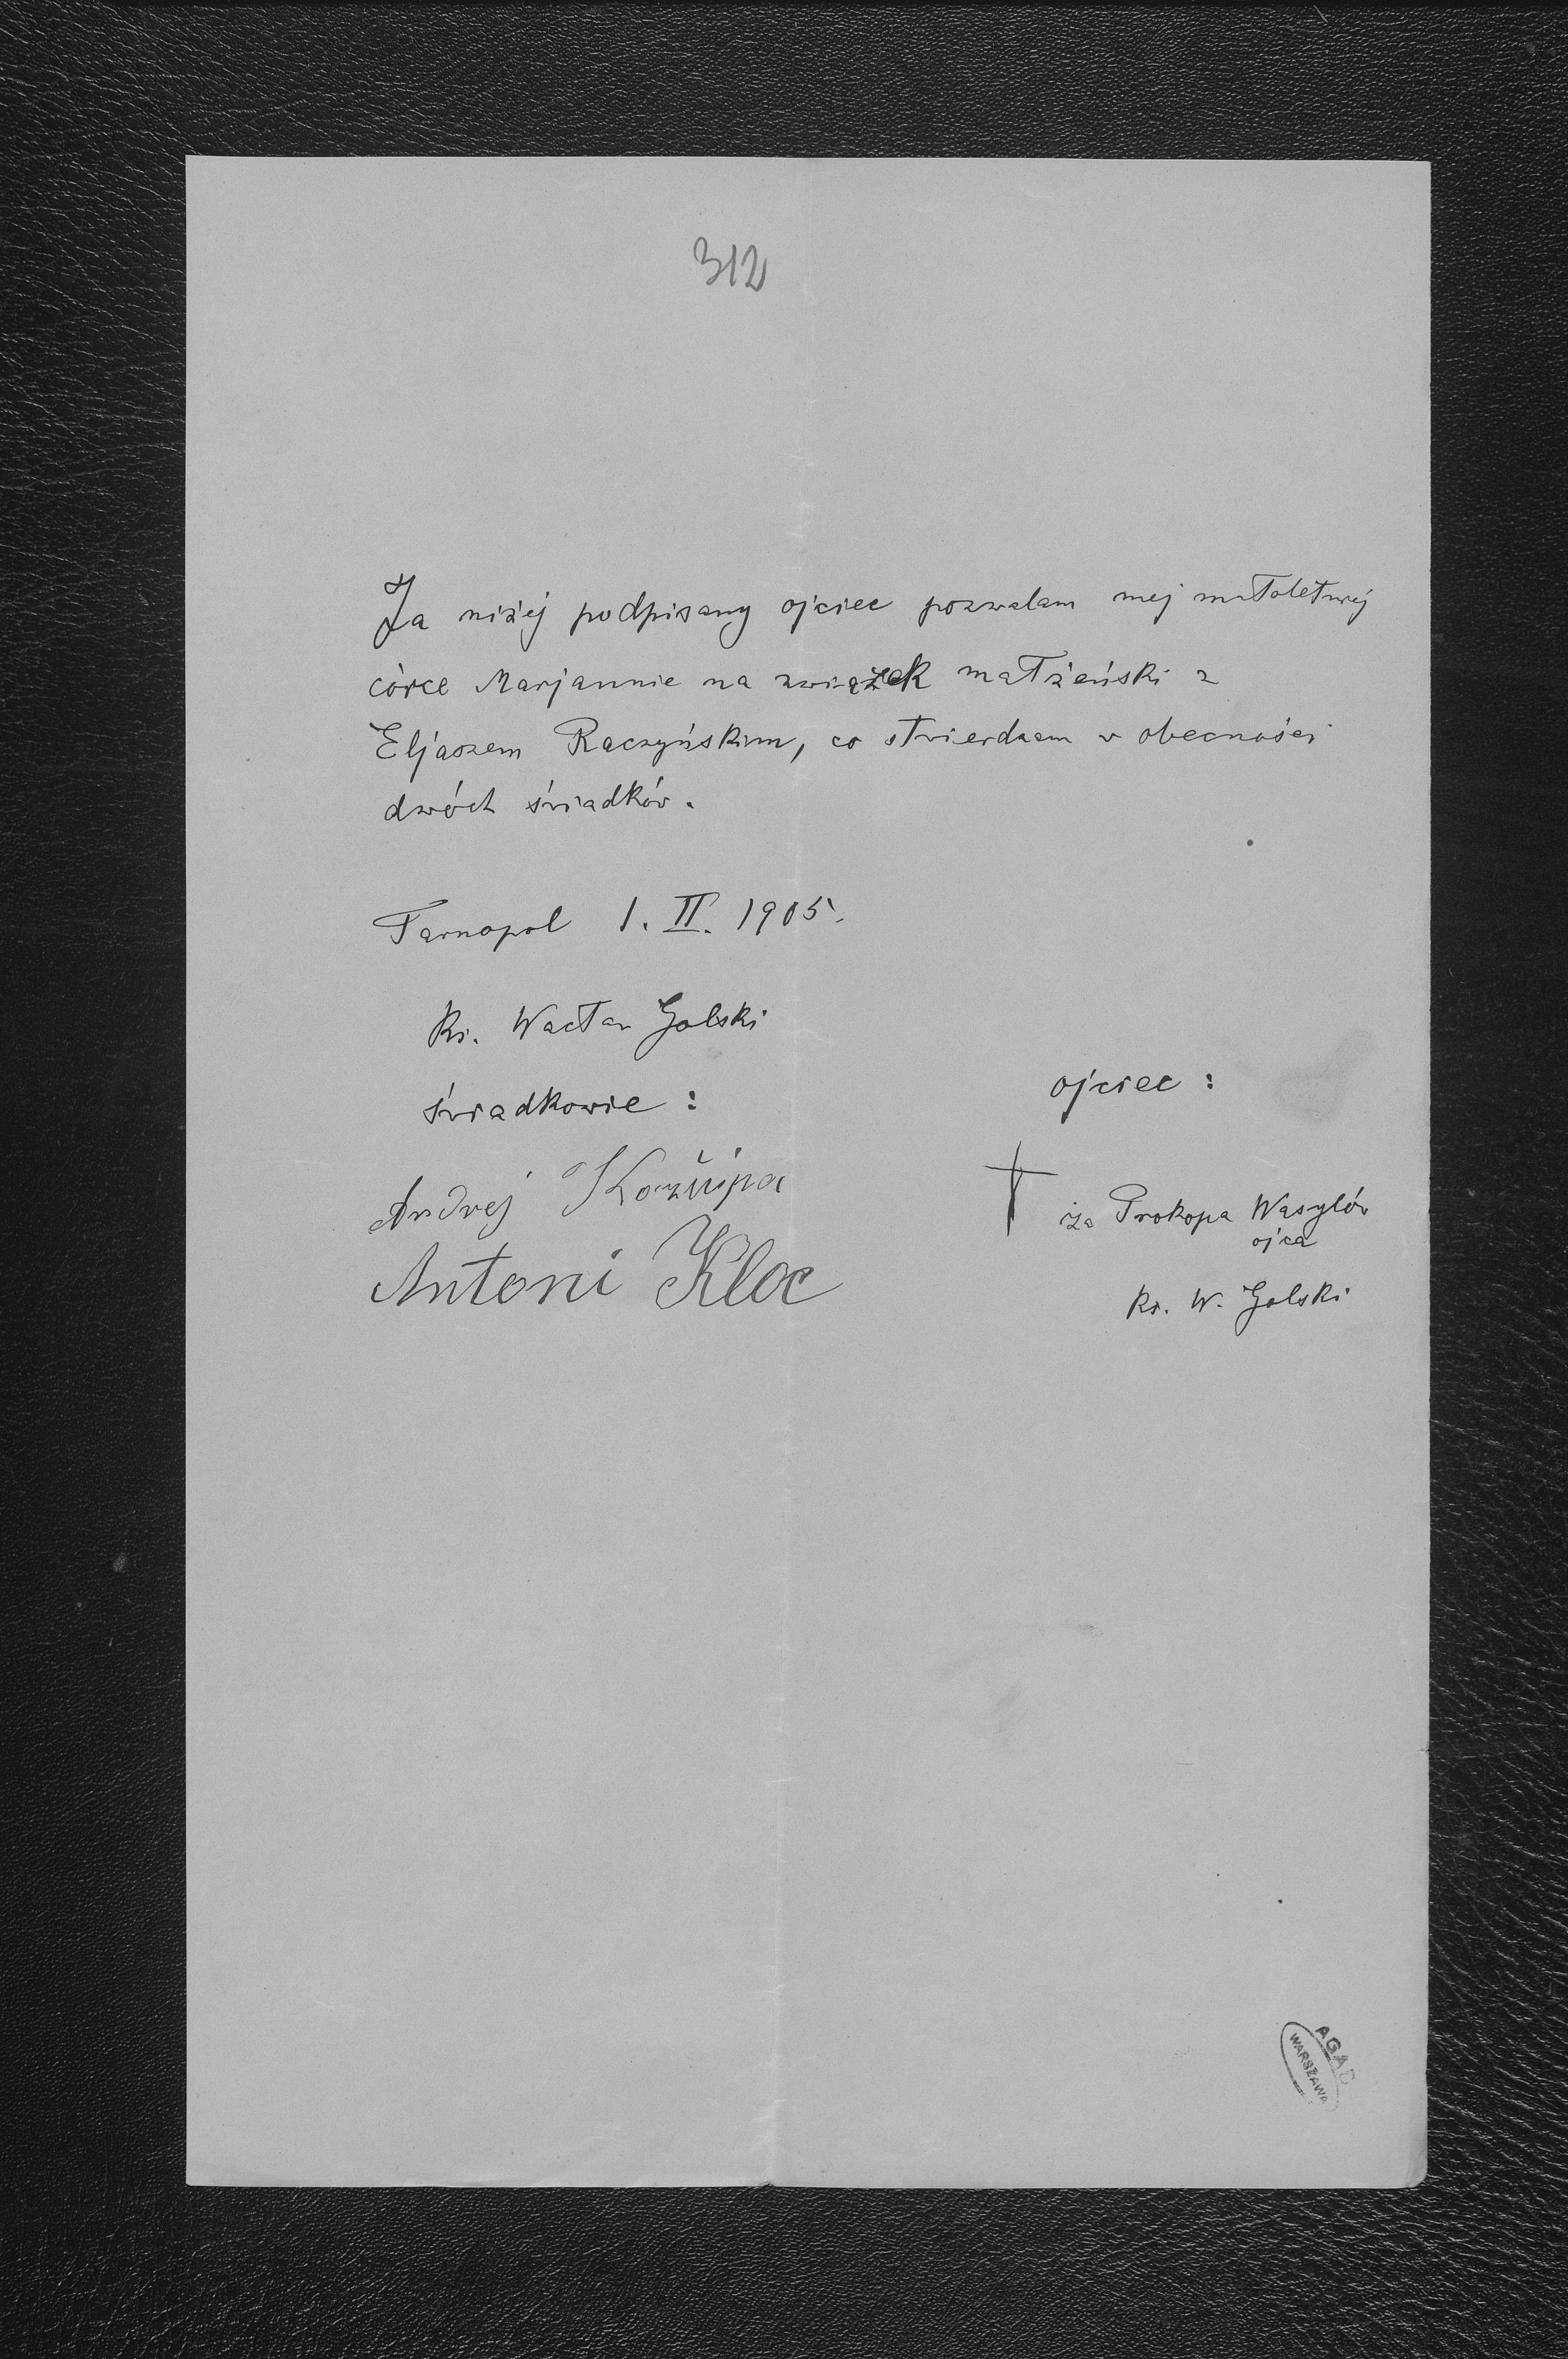 312
Ja niżej podpisany ojciec pozwalam mej małoletniej
córce Marjannie na związek małżeński z
Eljaszem Raczyńskim, co stwierdzam w obecności
dwóch świadków.
Tarnopol 1. II. 1905.
Ks. Wacław Golski
świadkowie:
Andrej
Antoni Kloc
ojciec:
za Prokopa Wasylów
ojca
Ks. W. Golski
AGAD
WARSZAWA